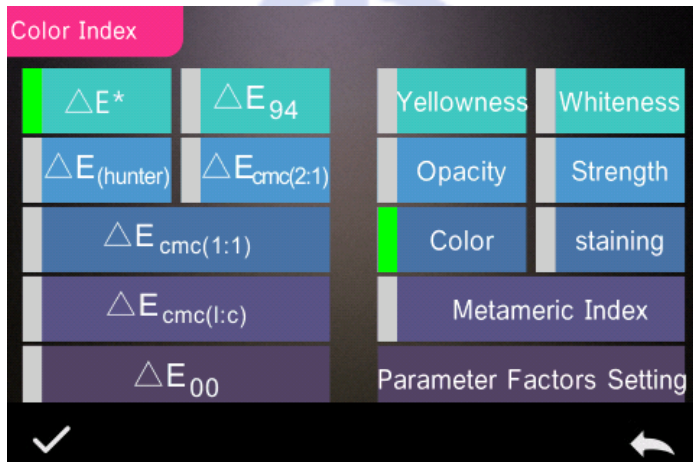 Color Index
△E*
△E94
Yellowness
Whiteness
△E(hunter)
△Ecmc(2:1)
Opacity
Strength
△Ecmc(1:1)
Color
staining
△Ecmc(l:c)
Metameric Index
△E00
Parameter Factors Setting